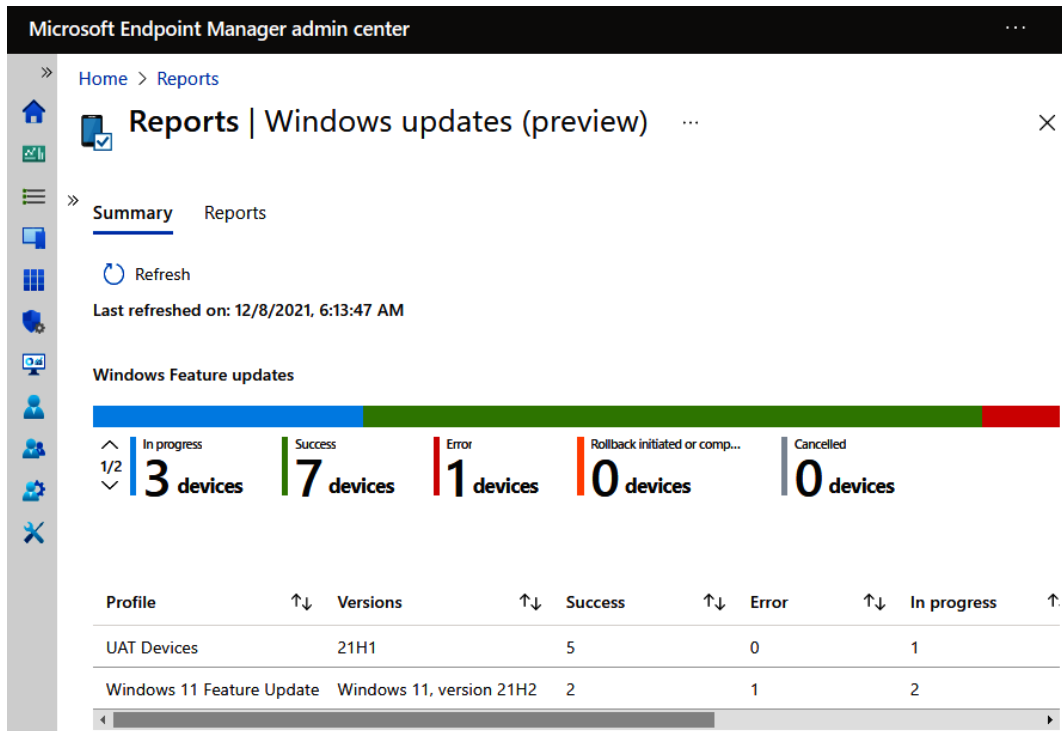 Microsoft Endpoint Manager admin center ...
Home > Reports
Reports | Windows updates (preview) ...
Summary Reports
Refresh
Last refreshed on: 12/8/2021, 6:13:47 AM
Windows Feature updates
1/2
In progress Success Error Rollback initiated or comp... Cancelled
3 devices 7 devices 1 devices 0 devices 0 devices
Profile Versions Success Error In progress
UAT Devices 21H1 5 0 1
Windows 11 Feature Update Windows 11, version 21H2 2 1 2